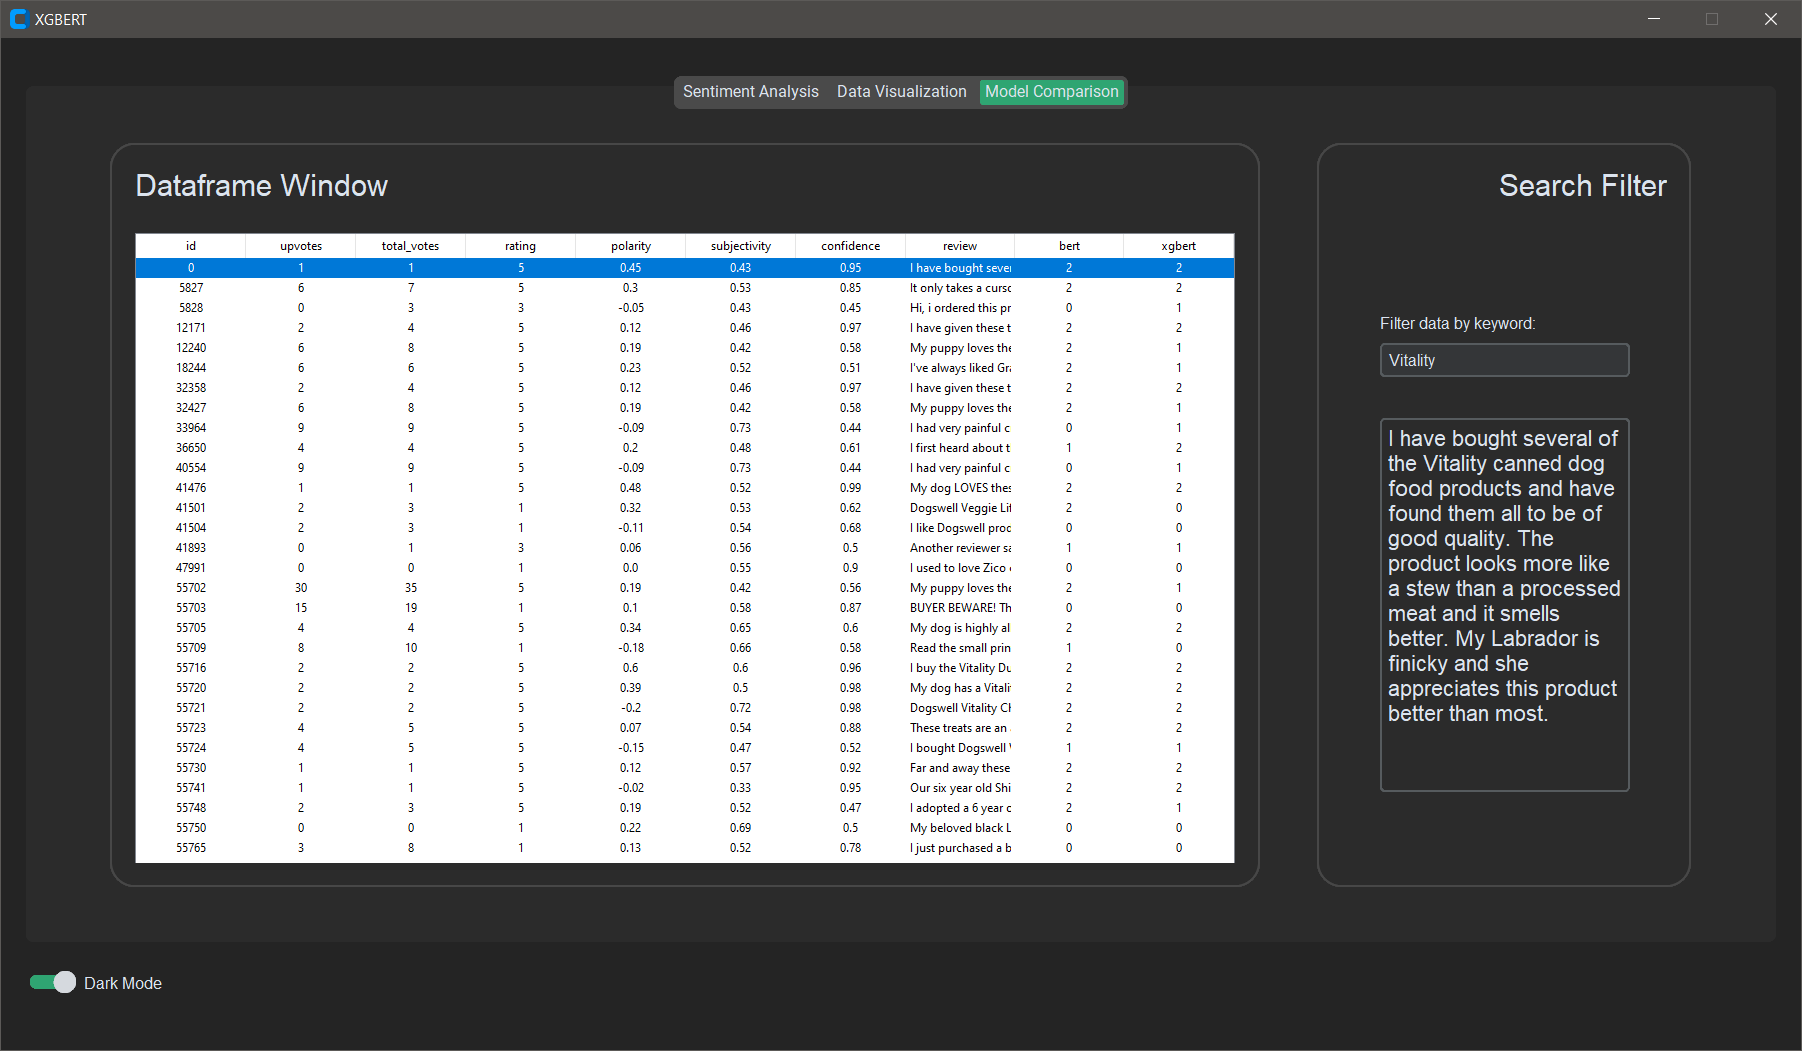 XGBERT
Sentiment Analysis Data Visualization Model Comparison
Dataframe Window
id upvotes total_votes rating polarity subjectivity confidence review bert xgbert
0 1 1 5 0.45 0.43 0.95 I have bought sever 2 2
5827 6 7 5 0.3 0.53 0.85 It only takes a curso 2 2
5828 0 3 3 -0.05 0.43 0.45 Hi, i ordered this pr 0 1
12171 2 4 5 0.12 0.46 0.97 I have given these t 2 2
12240 6 8 5 0.19 0.42 0.58 My puppy loves the 2 1
18244 6 6 5 0.23 0.52 0.51 I've always liked Gra 2 1
32358 2 4 5 0.12 0.46 0.97 I have given these t 2 2
32427 6 8 5 0.19 0.42 0.58 My puppy loves the 2 1
33964 9 9 5 -0.09 0.73 0.44 I had very painful c 0 1
36650 4 4 5 0.2 0.48 0.61 I first heard about t 1 2
40554 9 9 5 -0.09 0.73 0.44 I had very painful c 0 1
41476 1 1 5 0.48 0.52 0.99 My dog LOVES thes 2 2
41501 2 3 1 0.32 0.53 0.62 Dogswell Veggie Lif 2 0
41504 2 3 1 -0.11 0.54 0.68 I like Dogswell proc 0 0
41893 0 1 3 0.06 0.56 0.5 Another reviewer sa 1 1
47991 0 0 1 0.0 0.55 0.9 I used to love Zico 0 0
55702 30 35 5 0.19 0.42 0.56 My puppy loves the 2 1
55703 15 19 1 0.1 0.58 0.87 BUYER BEWARE! Th 0 0
55705 4 4 5 0.34 0.65 0.6 My dog is highly al 2 2
55709 8 10 1 -0.18 0.66 0.58 Read the small prin 1 0
55716 2 2 5 0.6 0.6 0.96 I buy the Vitality Du 2 2
55720 2 2 5 0.39 0.5 0.98 My dog has a Vitali 2 2
55721 2 2 5 -0.2 0.72 0.98 Dogswell Vitality Ch 2 2
55723 4 5 5 0.07 0.54 0.88 These treats are an 2 2
55724 4 5 5 -0.15 0.47 0.52 I bought Dogswell 1 1
55730 1 1 5 0.12 0.57 0.92 Far and away these 2 2
55741 1 1 5 -0.02 0.33 0.95 Our six year old Shi 2 2
55748 2 3 5 0.19 0.52 0.47 I adopted a 6 year c 2 1
55750 0 0 1 0.22 0.69 0.5 My beloved black L 0 0
55765 3 8 1 0.13 0.52 0.78 I just purchased a b 0 0
Search Filter
Filter data by keyword:
Vitality
I have bought several of
the Vitality canned dog
food products and have
found them all to be of
good quality. The
product looks more like
a stew than a processed
meat and it smells
better. My Labrador is
finicky and she
appreciates this product
better than most.
Dark Mode